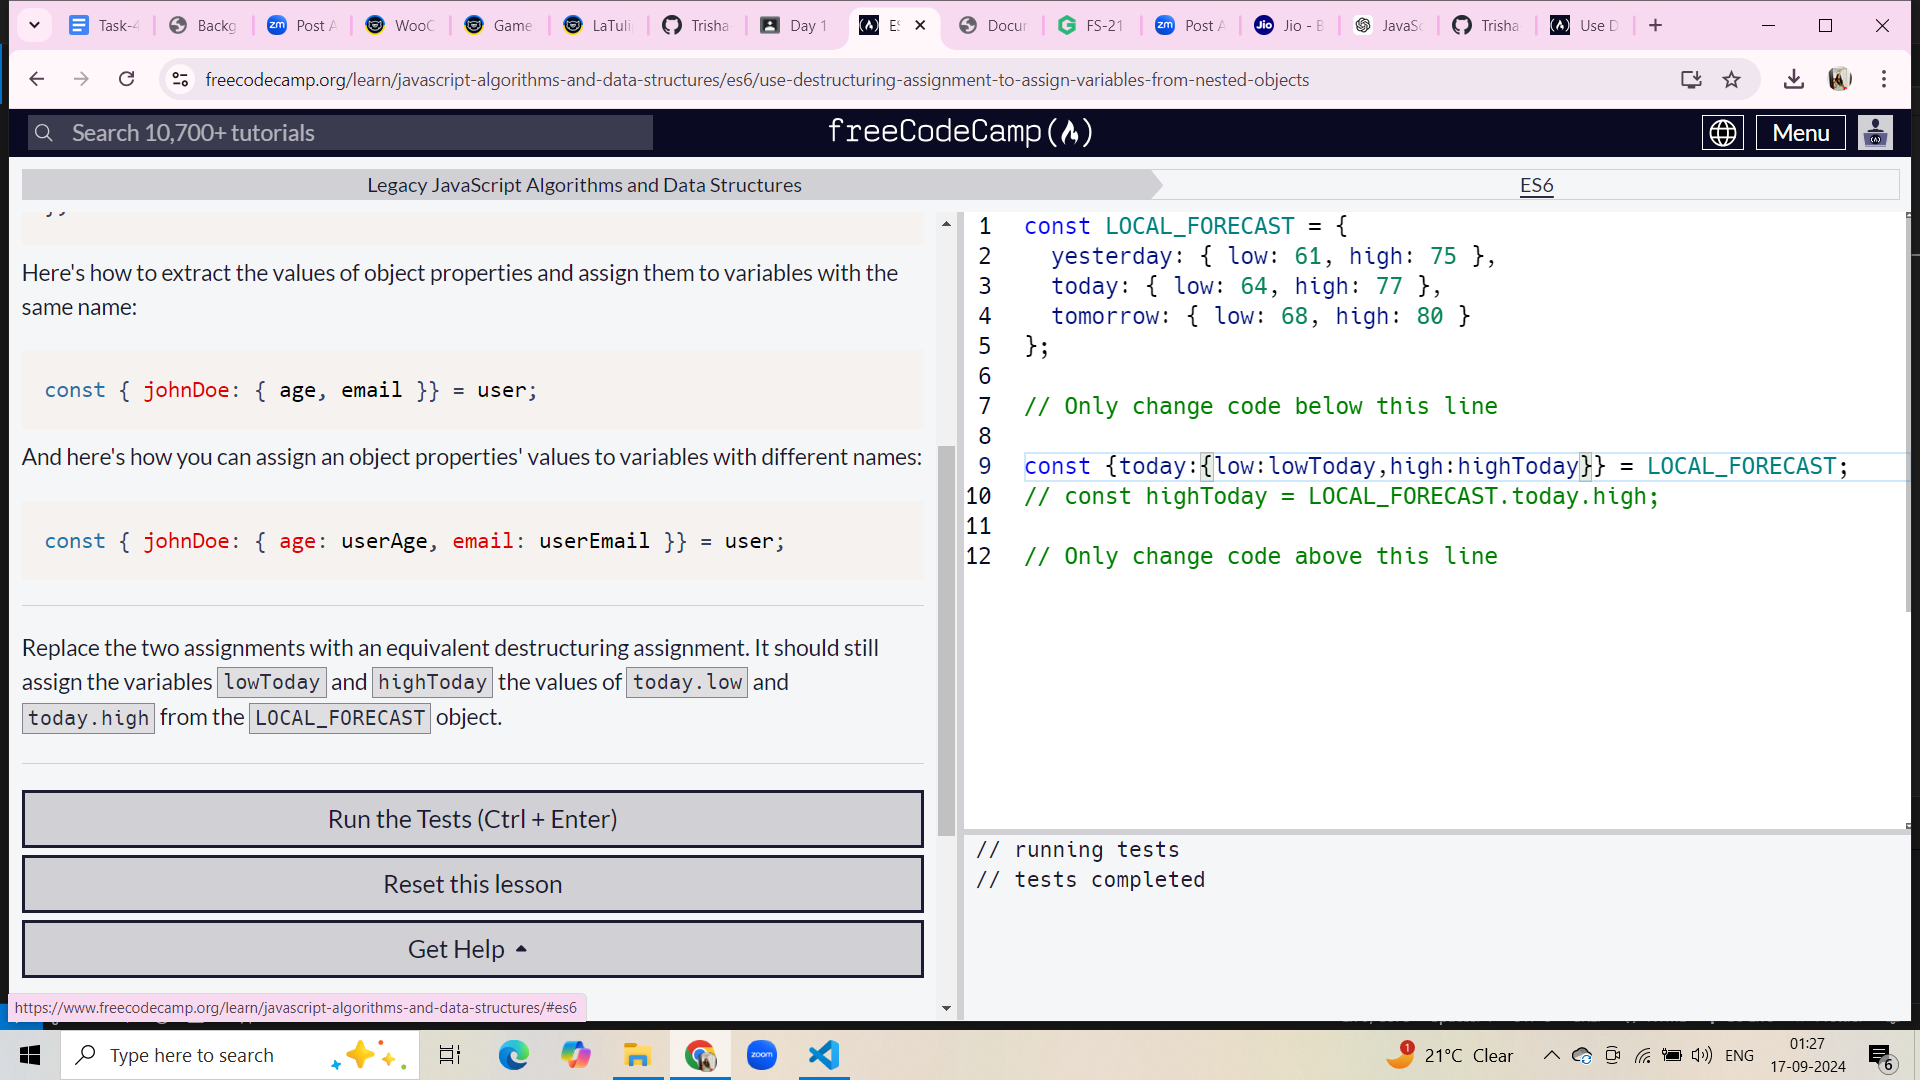 Task-4
Backg
Post A
WooC
Game
LaTuli
Trisha
Day 1
ES
Docum
FS-21
Post A
Jio - B
JavaSc
Trisha
Use D
freecodecamp.org/learn/javascript-algorithms-and-data-structures/es6/use-destructuring-assignment-to-assign-variables-from-nested-objects
Search 10,700+ tutorials
freeCodeCamp
Menu
Legacy JavaScript Algorithms and Data Structures
ES6
Here's how to extract the values of object properties and assign them to variables with the
same name:
const { johnDoe: { age, email }} = user;
And here's how you can assign an object properties' values to variables with different names:
const { johnDoe: { age: userAge, email: userEmail }} = user;
Replace the two assignments with an equivalent destructuring assignment. It should still
assign the variables lowToday and highToday the values of today.low and
today.high from the LOCAL_FORECAST object.
Run the Tests (Ctrl + Enter)
Reset this lesson
Get Help
https://www.freecodecamp.org/learn/javascript-algorithms-and-data-structures/#es6
1 const LOCAL_FORECAST = {
2 yesterday: { low: 61, high: 75 },
3 today: { low: 64, high: 77 },
4 tomorrow: { low: 68, high: 80 }
5 };
6
7 // Only change code below this line
8
9 const {today:{low:lowToday,high:highToday}} = LOCAL_FORECAST;
10 // const highToday = LOCAL_FORECAST.today.high;
11
12 // Only change code above this line
// running tests
// tests completed
Type here to search
zoom
1
21°C Clear
ENG
01:27
17-09-2024
6